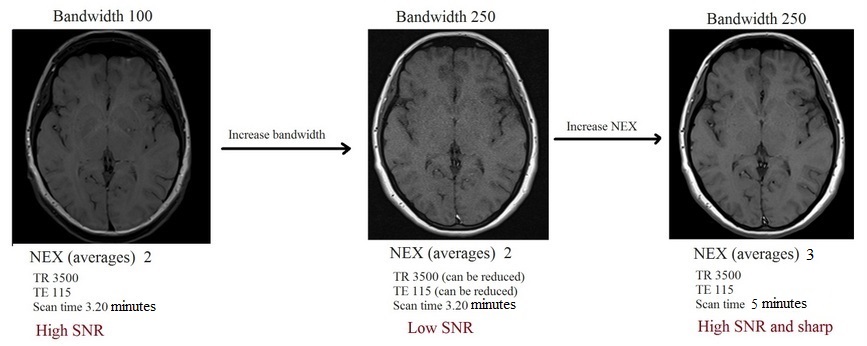 Bandwidth 100
Bandwidth 250
Bandwidth 250
Increase bandwidth
Increase NEX
NEX (averages) 2
TR 3500
TE 115
Scan time 3.20 minutes
High SNR
NEX (averages) 2
TR 3500 (can be reduced)
TE 115 (can be reduced)
Scan time 3.20 minutes
Low SNR
NEX (averages) 3
TR 3500
TE 115
Scan time 5 minutes
High SNR and sharp